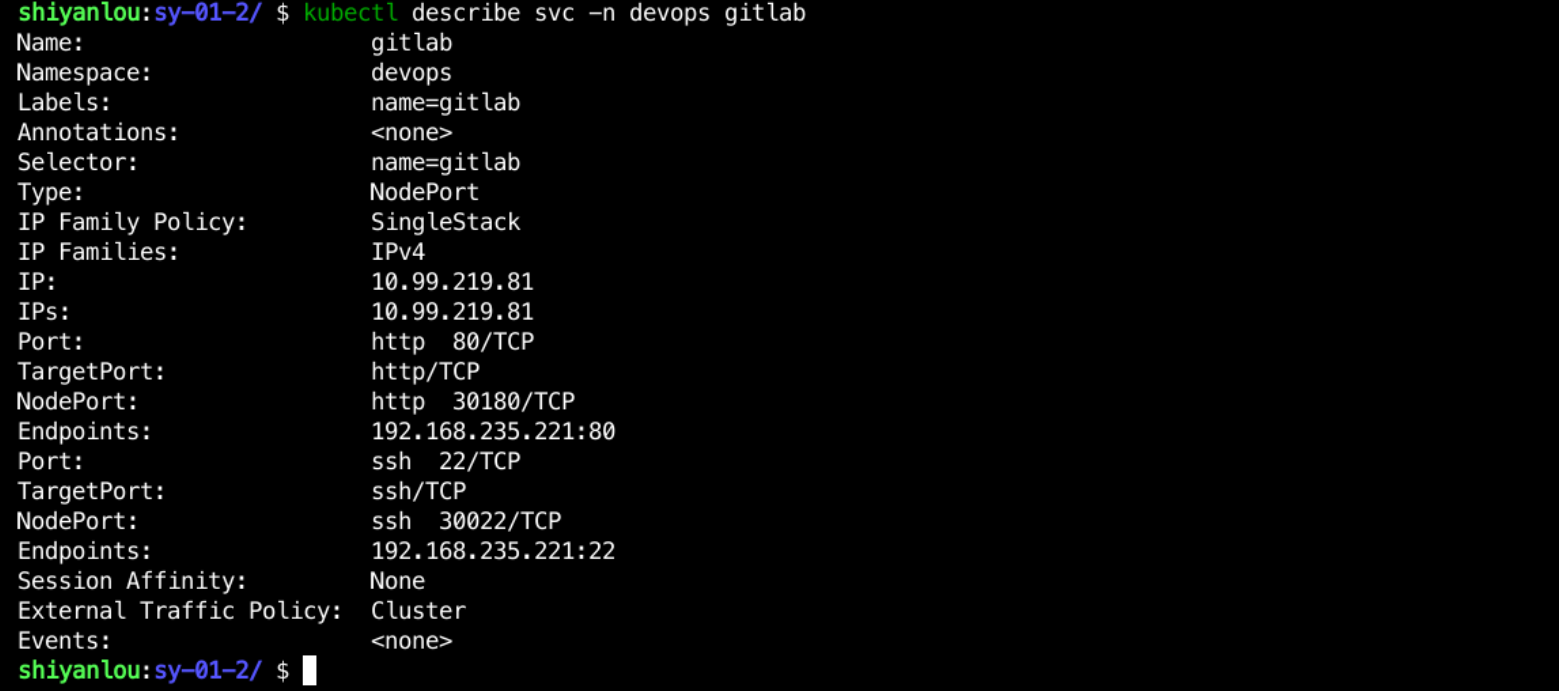 shiyanlou:sy-01-2/ $ kubectl describe svc -n devops gitlab
Name:                     gitlab
Namespace:                devops
Labels:                   name=gitlab
Annotations:              <none>
Selector:                 name=gitlab
Type:                     NodePort
IP Family Policy:         SingleStack
IP Families:              IPv4
IP:                       10.99.219.81
IPs:                      10.99.219.81
Port:                     http  80/TCP
TargetPort:               http/TCP
NodePort:                 http  30180/TCP
Endpoints:                192.168.235.221:80
Port:                     ssh  22/TCP
TargetPort:               ssh/TCP
NodePort:                 ssh  30022/TCP
Endpoints:                192.168.235.221:22
Session Affinity:         None
External Traffic Policy:  Cluster
Events:                   <none>
shiyanlou:sy-01-2/ $